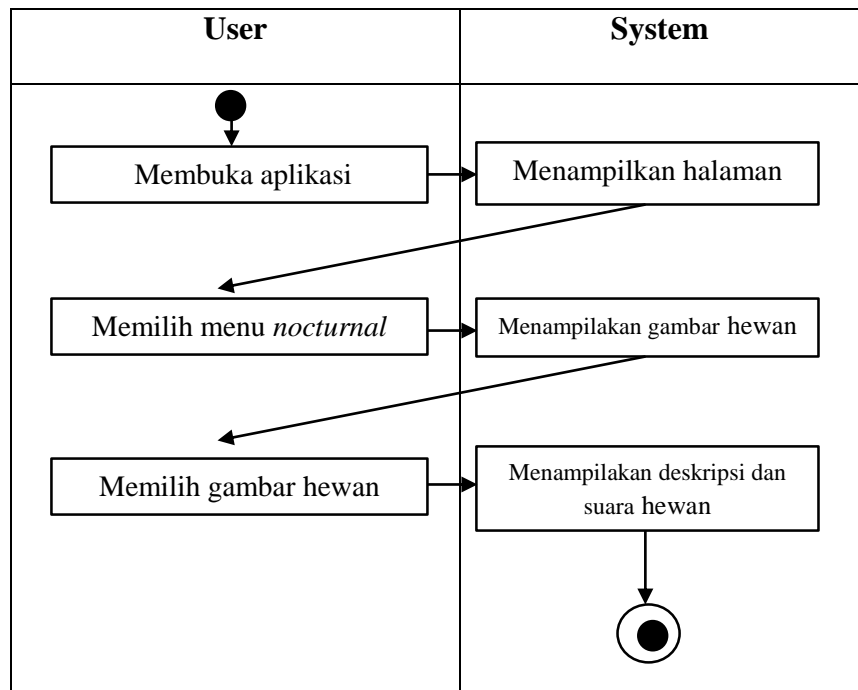 User
System
Membuka aplikasi
Menampilkan halaman
Memilih menu nocturnal
Menampilakan gambar hewan
Memilih gambar hewan
Menampilakan deskripsi dan
suara hewan